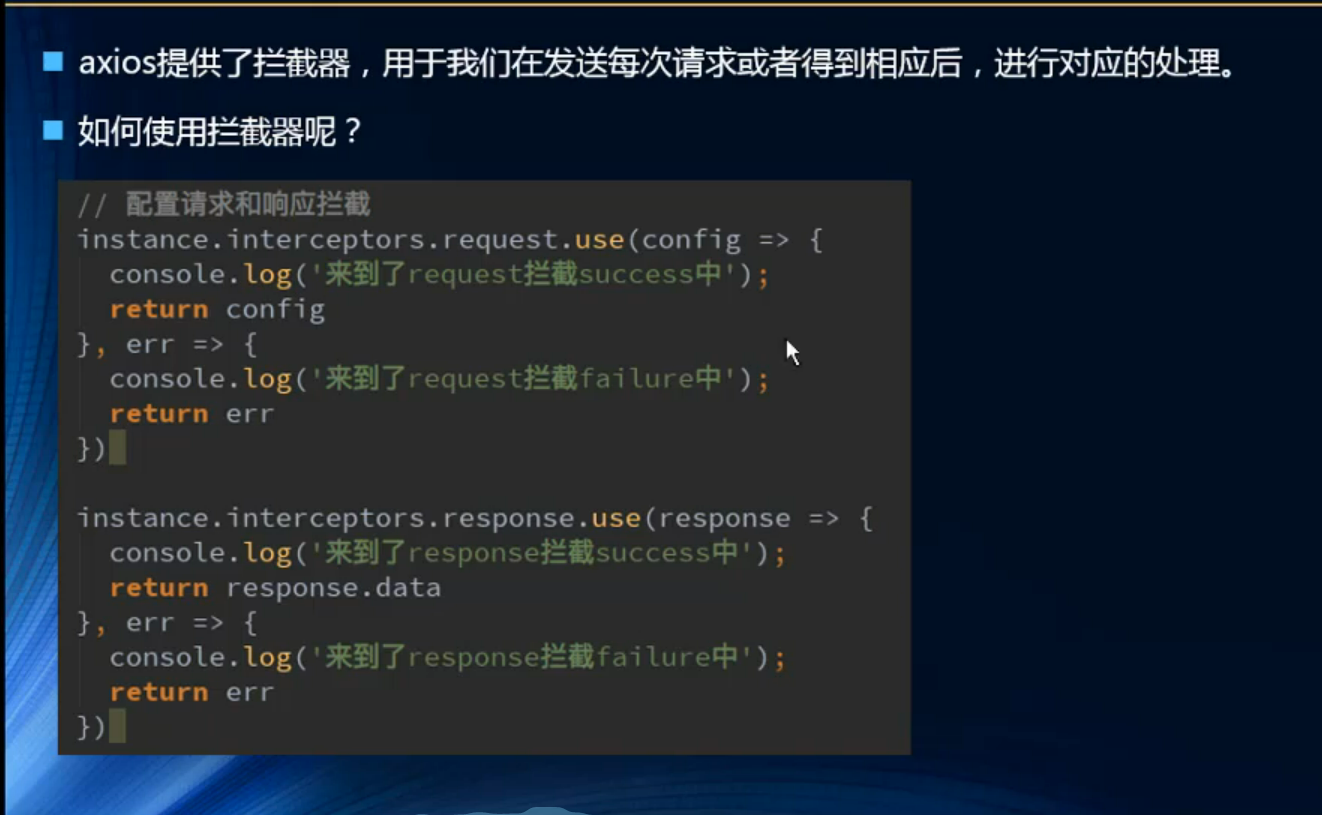 axios提供了拦截器，用于我们在发送每次请求或者得到相应后，进行对应的处理。
如何使用拦截器呢？
// 配置请求和响应拦截
instance.interceptors.request.use(config => {
  console.log('来到了request拦截success中');
  return config
}, err => {
  console.log('来到了request拦截failure中');
  return err
})
instance.interceptors.response.use(response => {
  console.log('来到了response拦截success中');
  return response.data
}, err => {
  console.log('来到了response拦截failure中');
  return err
})